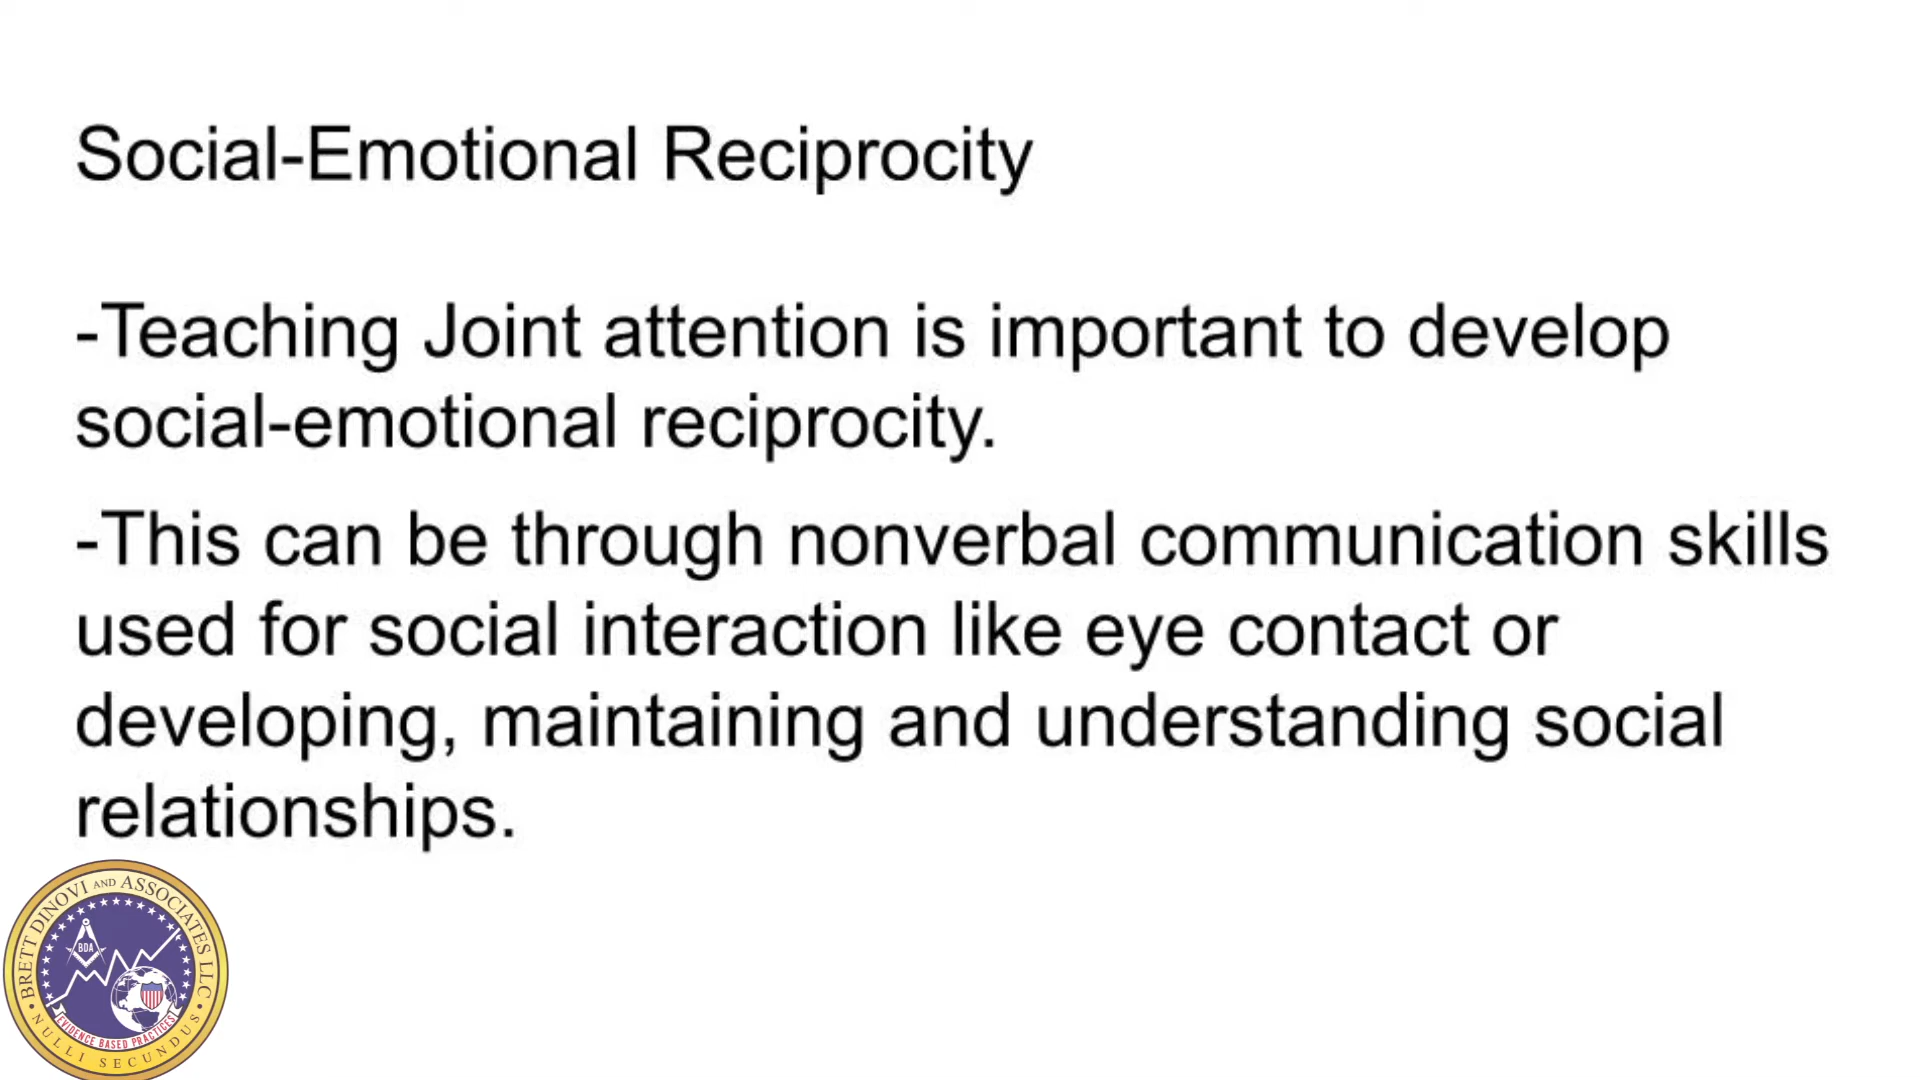 Social-Emotional Reciprocity
-Teaching Joint attention is important to develop
social-emotional reciprocity.
-This can be through nonverbal communication skills
used for social interaction like eye contact or
developing, maintaining and understanding social
relationships.
BRETT DINOVI AND ASSOCIATES LLC
BDA
EVIDENCE BASED PRACTICES
NULLI SECUNDUS